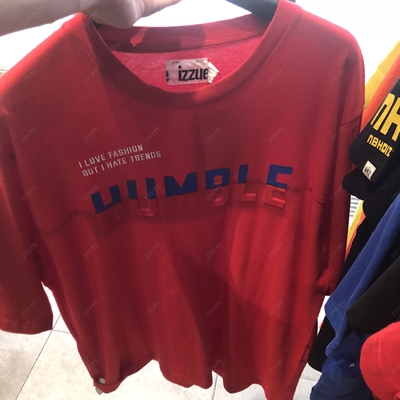 izzue
I LOVE FASHION
BUT I HATE TRENDS
HUMBLE